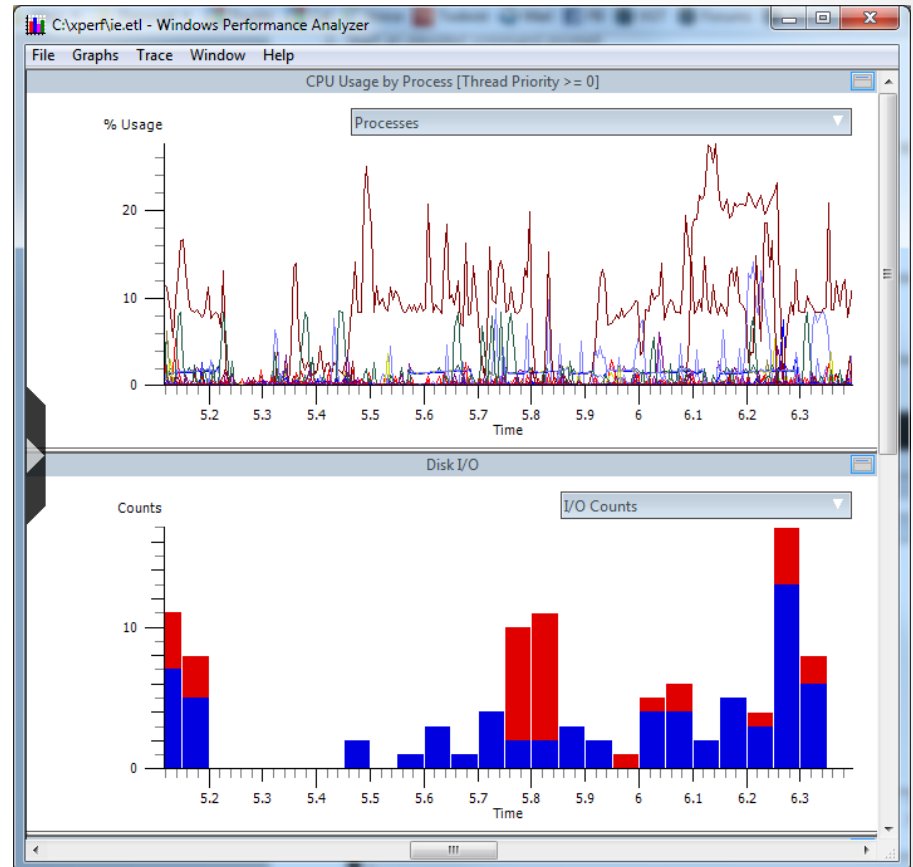 C:\xperf\ie.etl - Windows Performance Analyzer
File Graphs Trace Window Help
CPU Usage by Process [Thread Priority >= 0]
% Usage
Processes
20
10
0
5.2 5.3 5.4 5.5 5.6 5.7 5.8 5.9 6 6.1 6.2 6.3
Time
Disk I/O
Counts
I/O Counts
10
0
5.2 5.3 5.4 5.5 5.6 5.7 5.8 5.9 6 6.1 6.2 6.3
Time